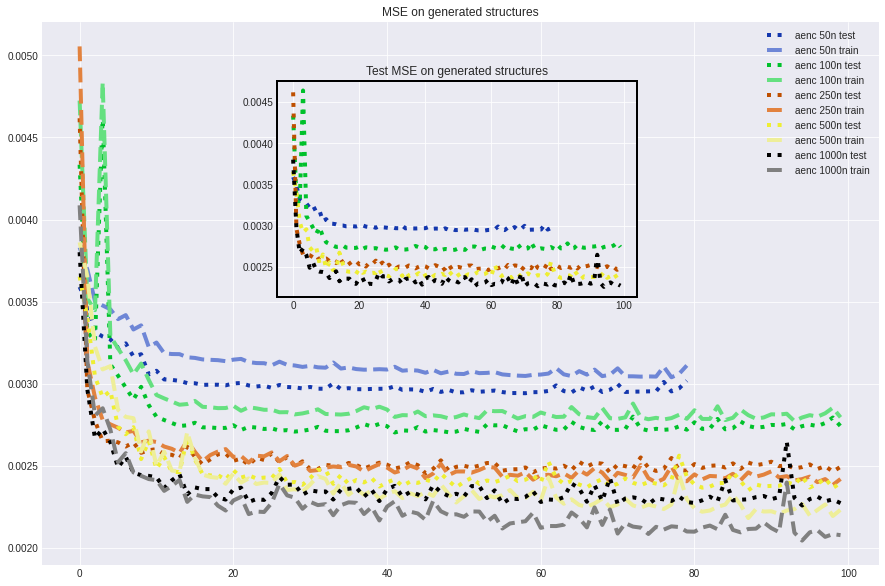 MSE on generated structures
0.0050
0.0045
0.0040
0.0035
0.0030
0.0025
0.0020
0
20
40
60
80
100
Test MSE on generated structures
0.0045
0.0040
0.0035
0.0030
0.0025
0
20
40
60
80
100
aenc 50n test
aenc 50n train
aenc 100n test
aenc 100n train
aenc 250n test
aenc 250n train
aenc 500n test
aenc 500n train
aenc 1000n test
aenc 1000n train